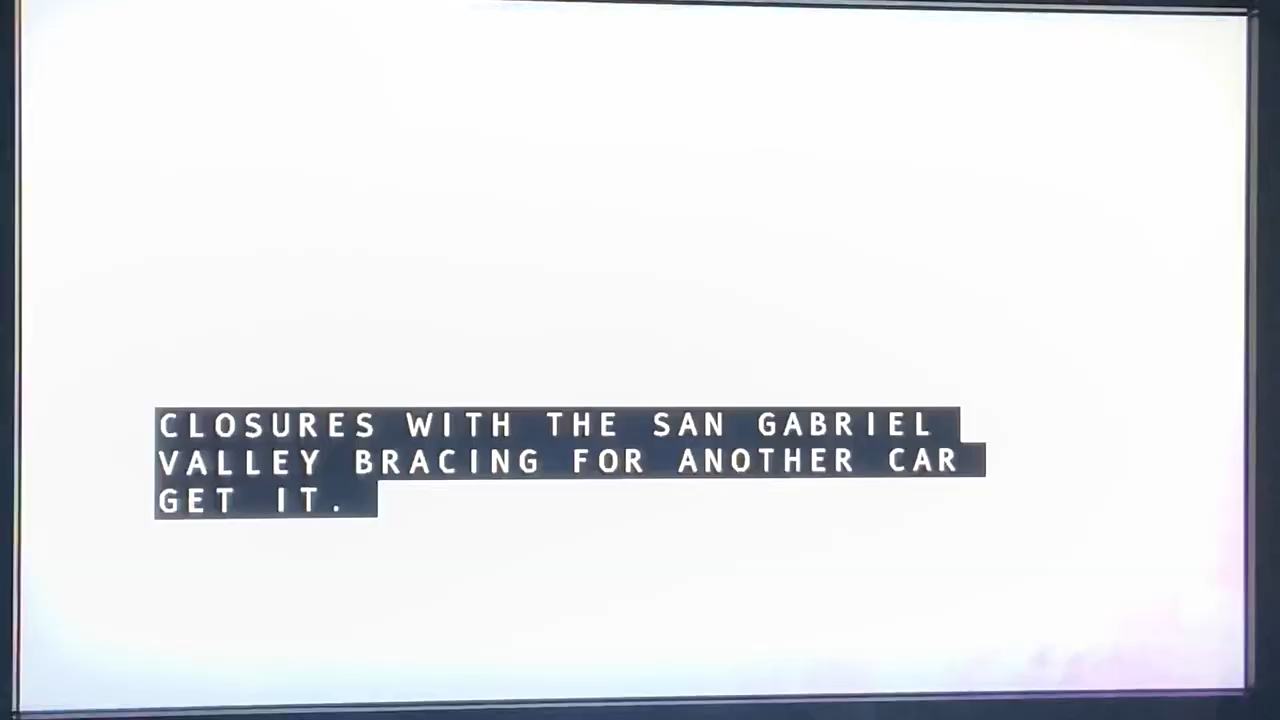 CLOSURES WITH THE SAN GABRIEL
VALLEY BRACING FOR ANOTHER CAR
GET IT.